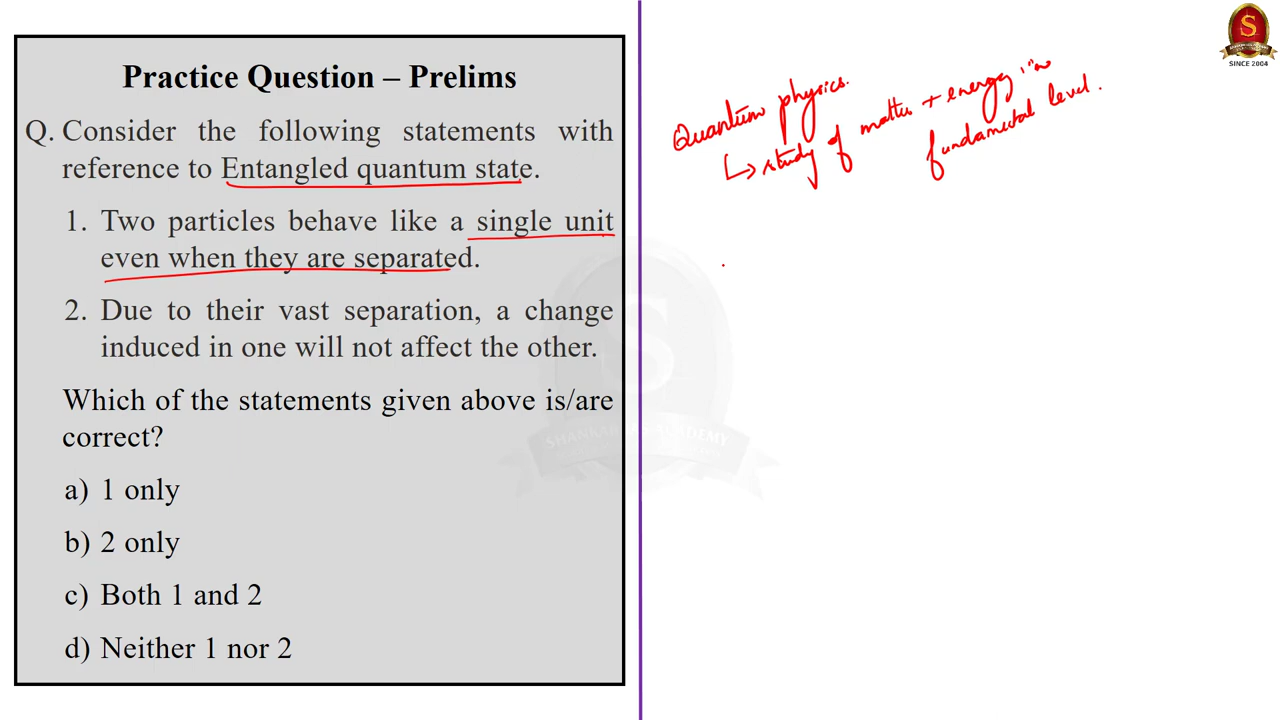 Practice Question – Prelims
Q. Consider the following statements with
reference to Entangled quantum state.
1. Two particles behave like a single unit
even when they are separated.
2. Due to their vast separation, a change
induced in one will not affect the other.
Which of the statements given above is/are
correct?
a) 1 only
b) 2 only
c) Both 1 and 2
d) Neither 1 nor 2
Quantum physics.
↳ study of matter + energy in
fundamental level.
S
SINCE 2004